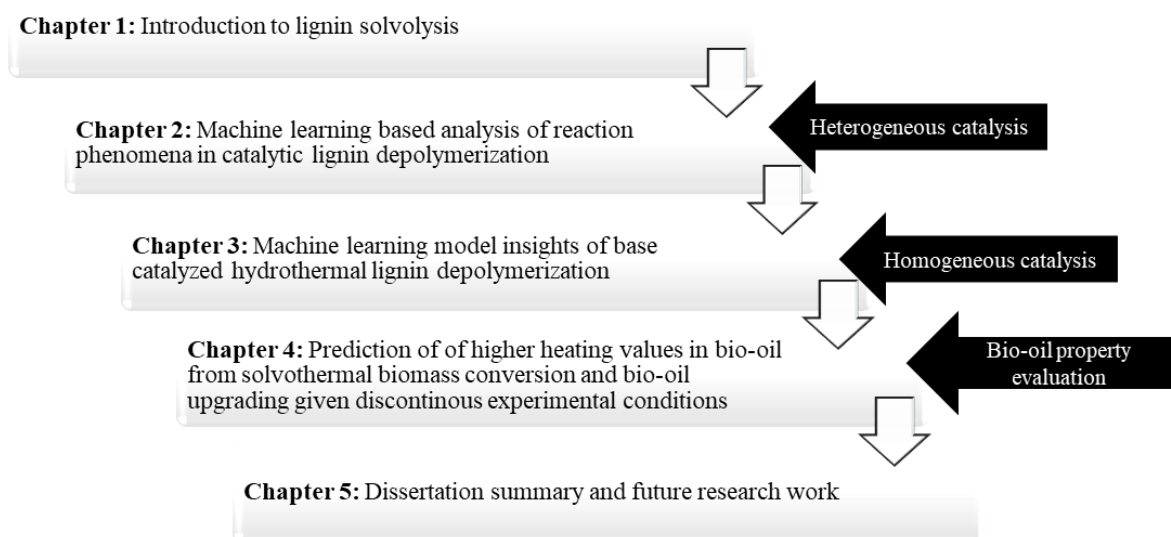 Chapter 1: Introduction to lignin solvolysis
Chapter 2: Machine learning based analysis of reaction
phenomena in catalytic lignin depolymerization
Heterogeneous catalysis
Chapter 3: Machine learning model insights of base
catalyzed hydrothermal lignin depolymerization
Homogeneous catalysis
Chapter 4: Prediction of of higher heating values in bio-oil
from solvothermal biomass conversion and bio-oil
upgrading given discontinous experimental conditions
Bio-oil property
evaluation
Chapter 5: Dissertation summary and future research work